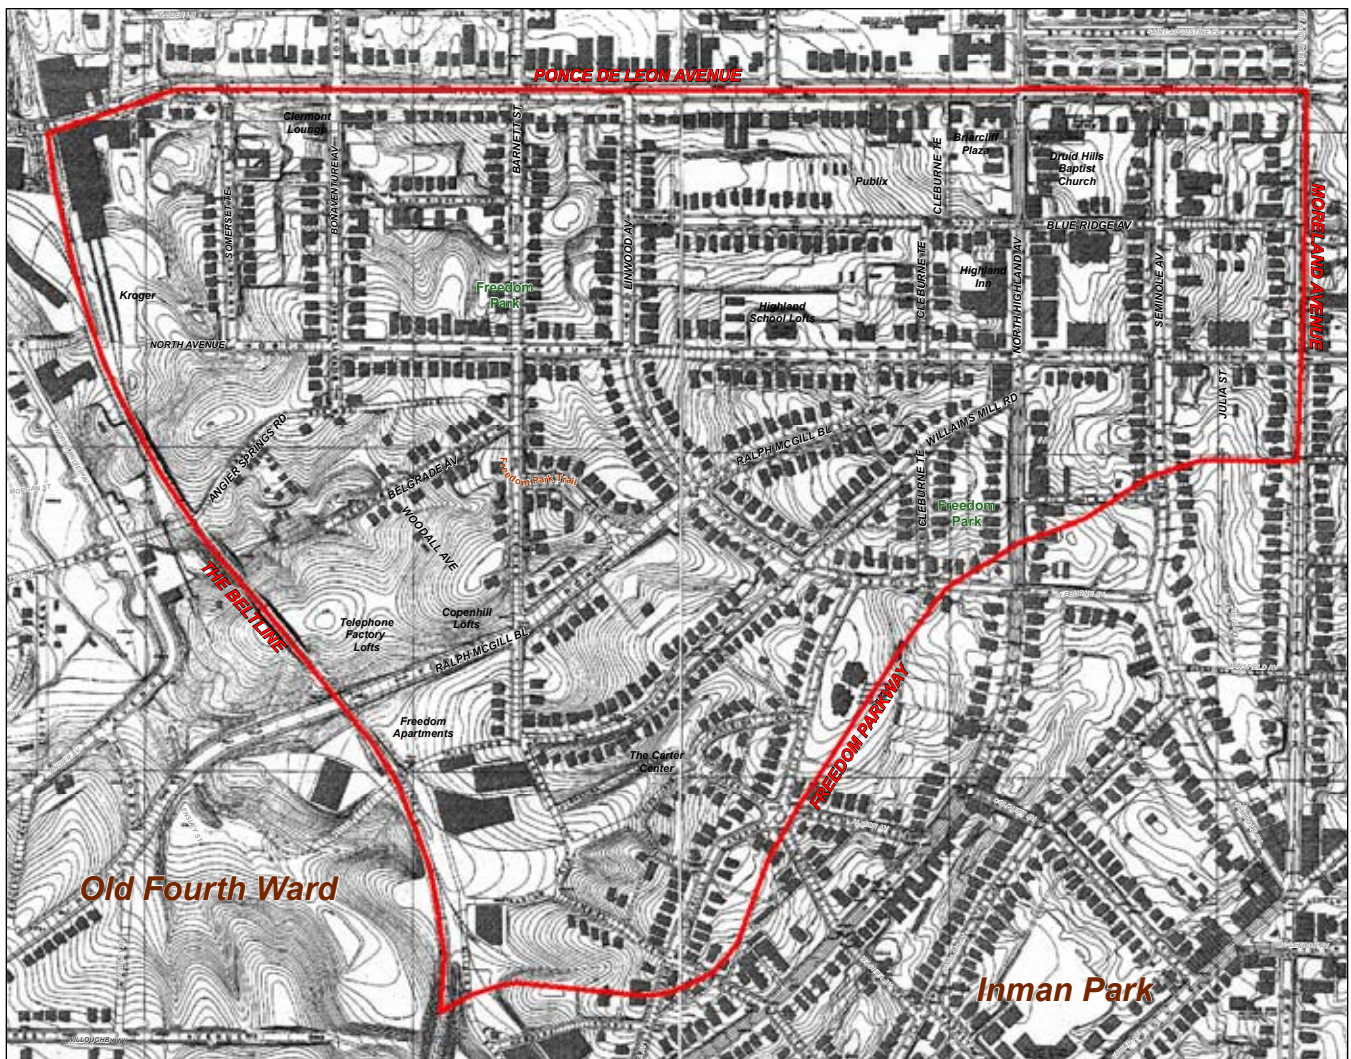 PONCE DE LEON AVENUE
Clermont
Lounge
BARNETT ST
BONAVENTURE AV
SOMERSET TE
CLEBURNE TE
Briarcliff
Plaza
Druid Hills
Baptist
Church
Publix
MORELAND AVENUE
BLUE RIDGE AV
LINWOOD AV
CLEBURNE TE
NORTH HIGHLAND AV
SEMINOLE AV
Highland
Inn
Freedom
Park
Kroger
Highland
School Lofts
NORTH AVENUE
JULIA ST
WILLAIMS MILL RD
RALPH MCGILL BL
ANGIER SPRINGS RD
BELGRADE AV
Freedom Park Trail
CLEBURNE TE
MORGAN ST
Freedom
Park
WOODALL AVE
THE BELTLINE
Telephone
Factory
Lofts
Copenhill
Lofts
RALPH MCGILL BL
FREEDOM PARKWAY
Freedom
Apartments
The Carter
Center
Old Fourth Ward
Inman Park